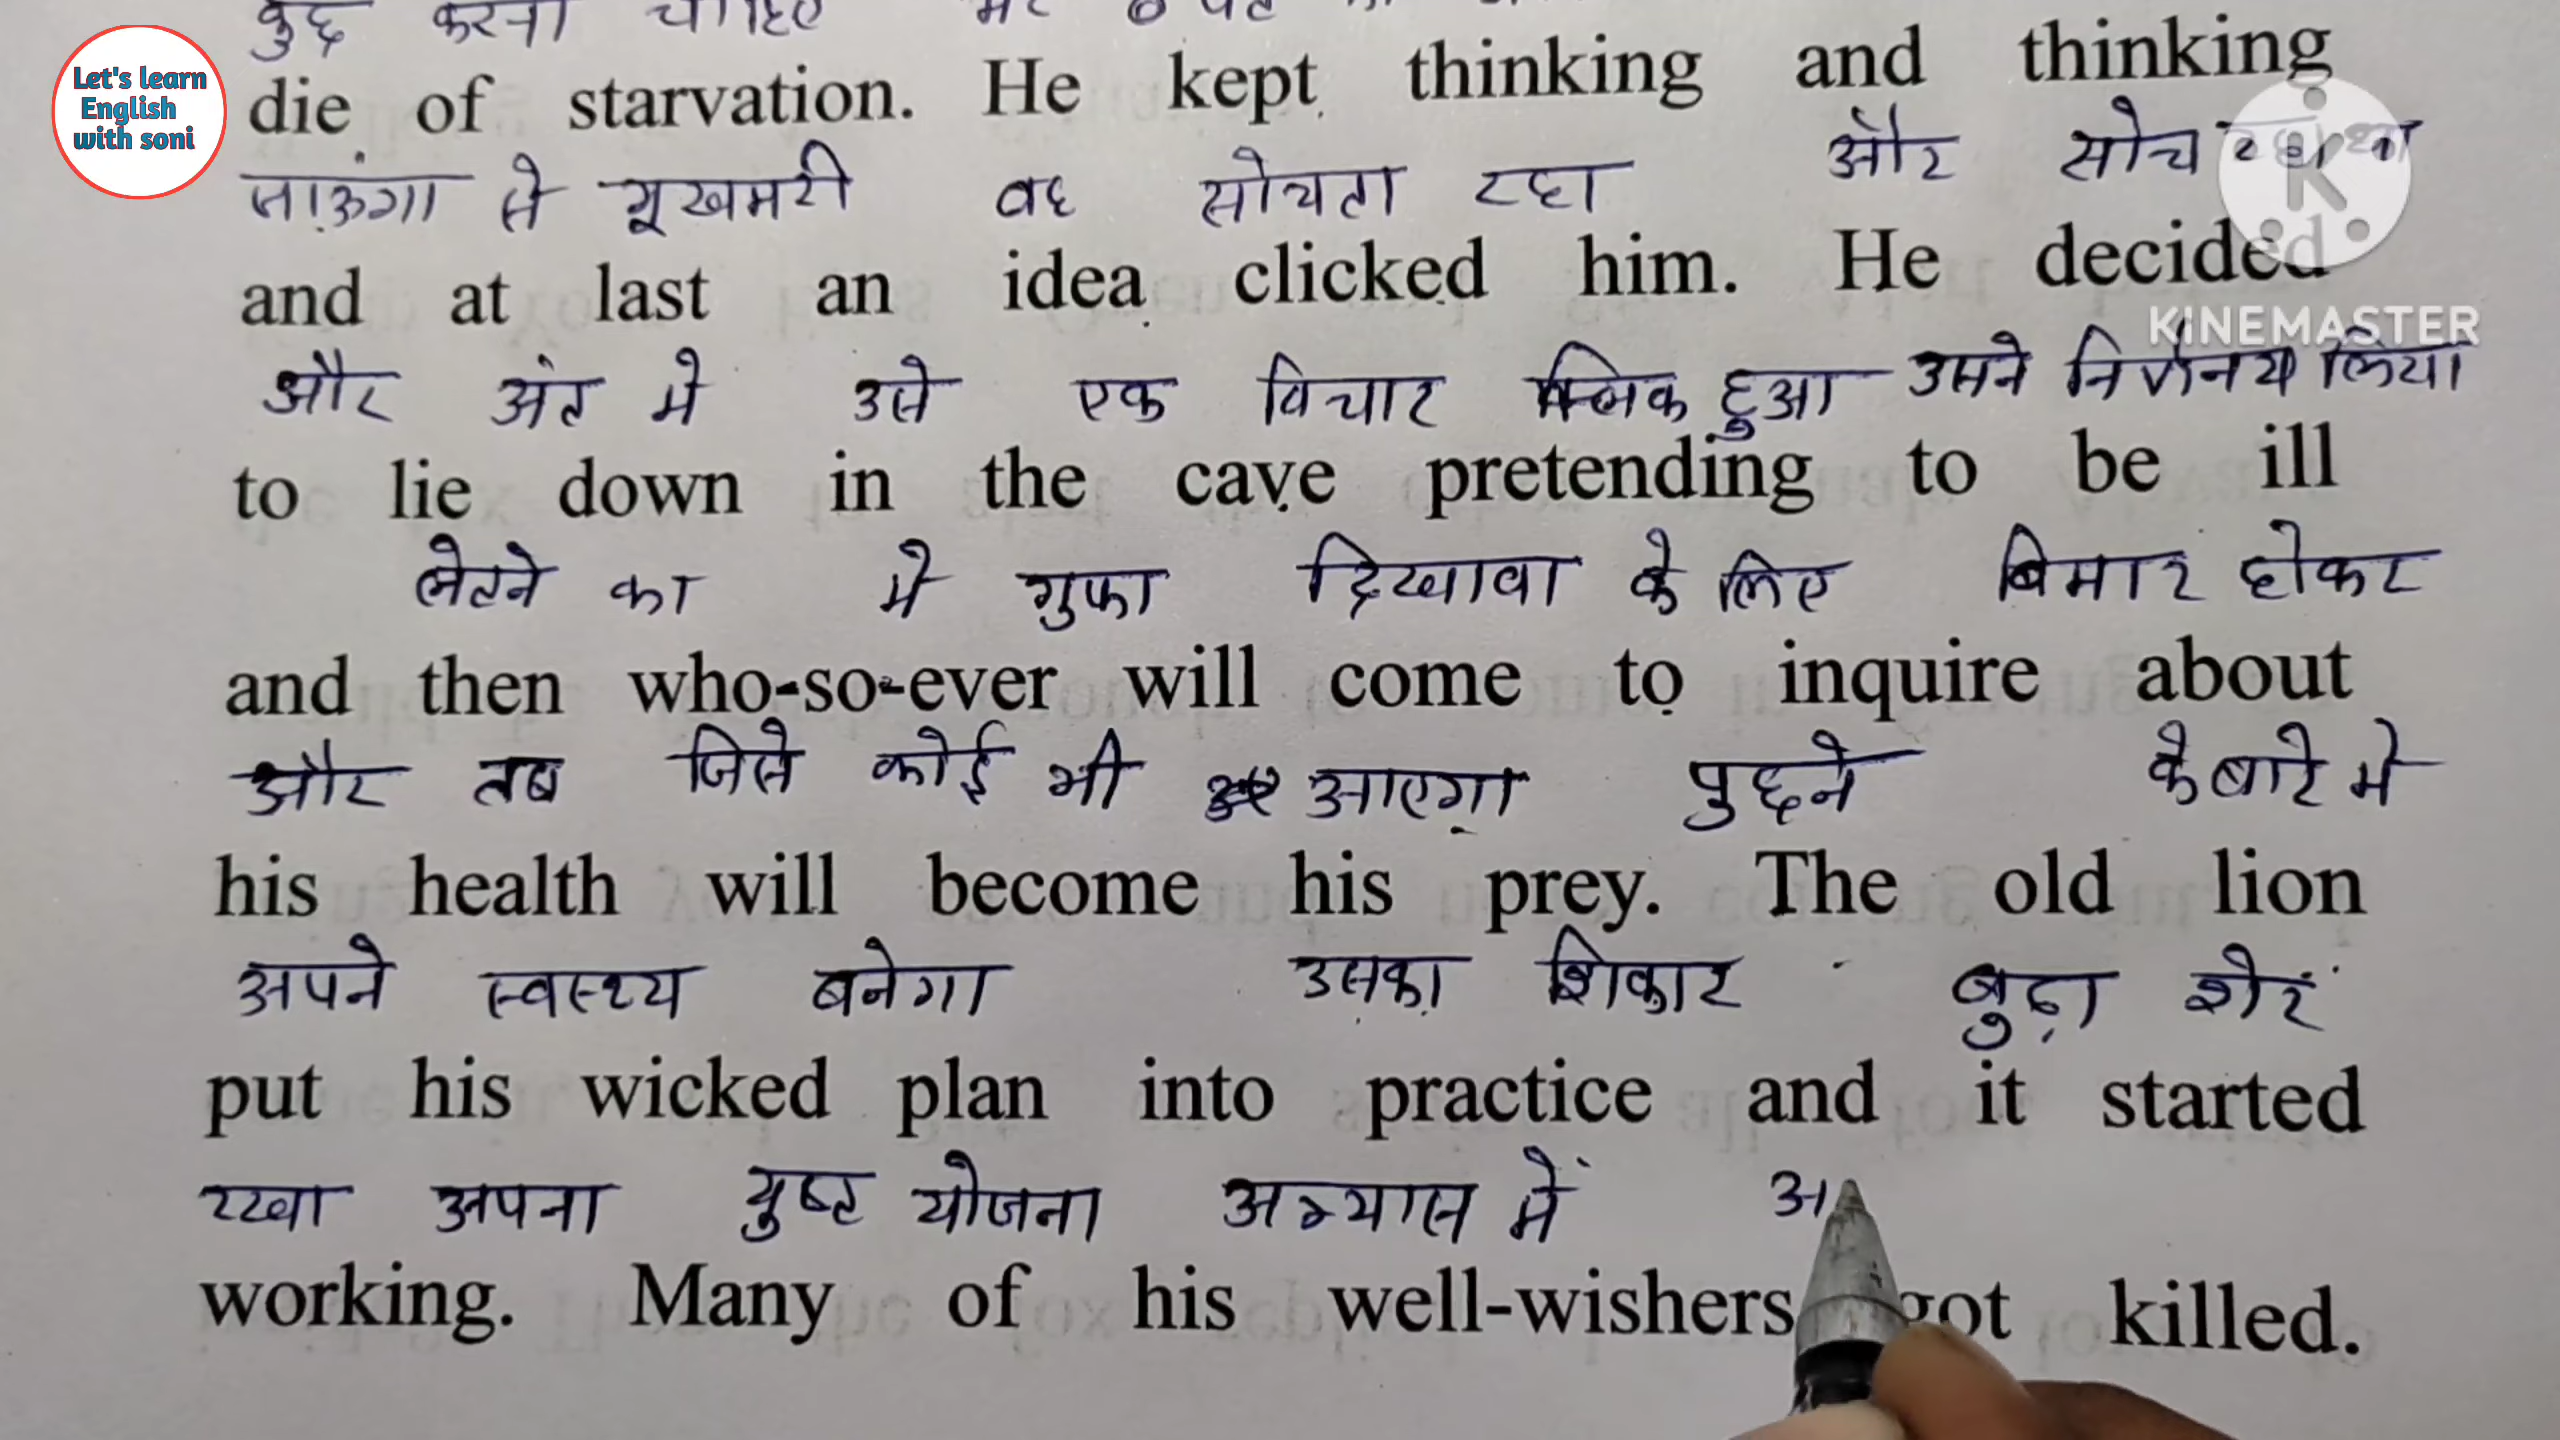 Let's learn
English
with soni
कुछ करना चाहिए
die of starvation. He kept thinking and thinking
जाऊंगा से भूखमरी वह सोचता रहा और सोच रहा था
and at last an idea clicked him. He decided
KINEMASTER
और अंत मे उसे एक विचार क्लिक हुआ उसने लिया
to lie down in the cave pretending to be ill
लेटने का मे गुफा दिखावा के लिए बिमार होकर
and then who-so-ever will come to inquire about
और तब जिसे कोई भी आएगा पुछने के बारे मे
his health will become his prey. The old lion
अपने स्वस्थ्य बनेगा उसका शिकार बुढ़ा शेर
put his wicked plan into practice and it started
रखा अपना योजना अभ्यास में अ
working. Many of his well-wishers got killed.